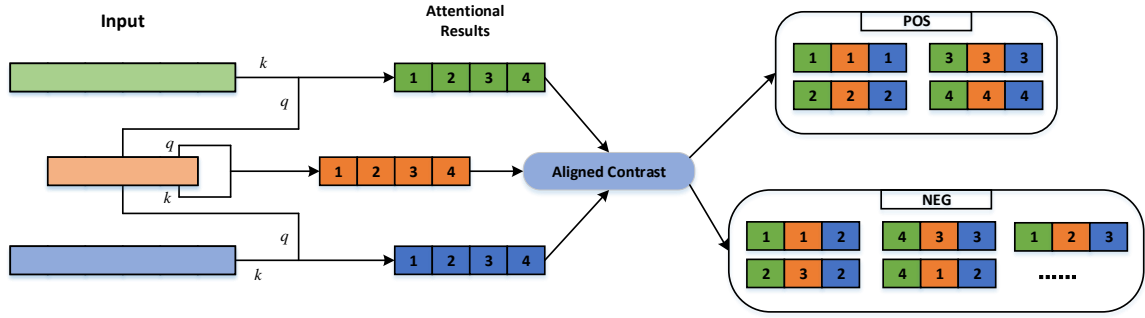 Input
Attentional
Results
k
1 2 3 4
q
q
1 2 3 4
k
q
1 2 3 4
k
Aligned Contrast
POS
1 1 1 3 3 3
2 2 2 4 4 4
NEG
1 1 2 4 3 3 1 2 3
2 3 2 4 1 2 ......